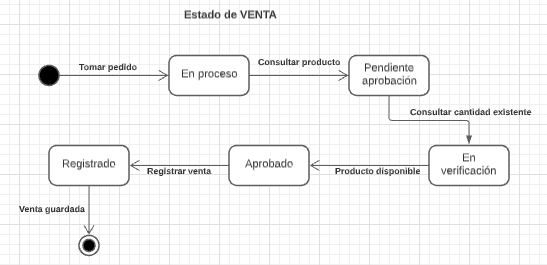 Estado de VENTA
Tomar pedido
En proceso
Consultar producto
Pendiente
aprobación
Consultar cantidad existente
En
verificación
Producto disponible
Aprobado
Registrar venta
Registrado
Venta guardada